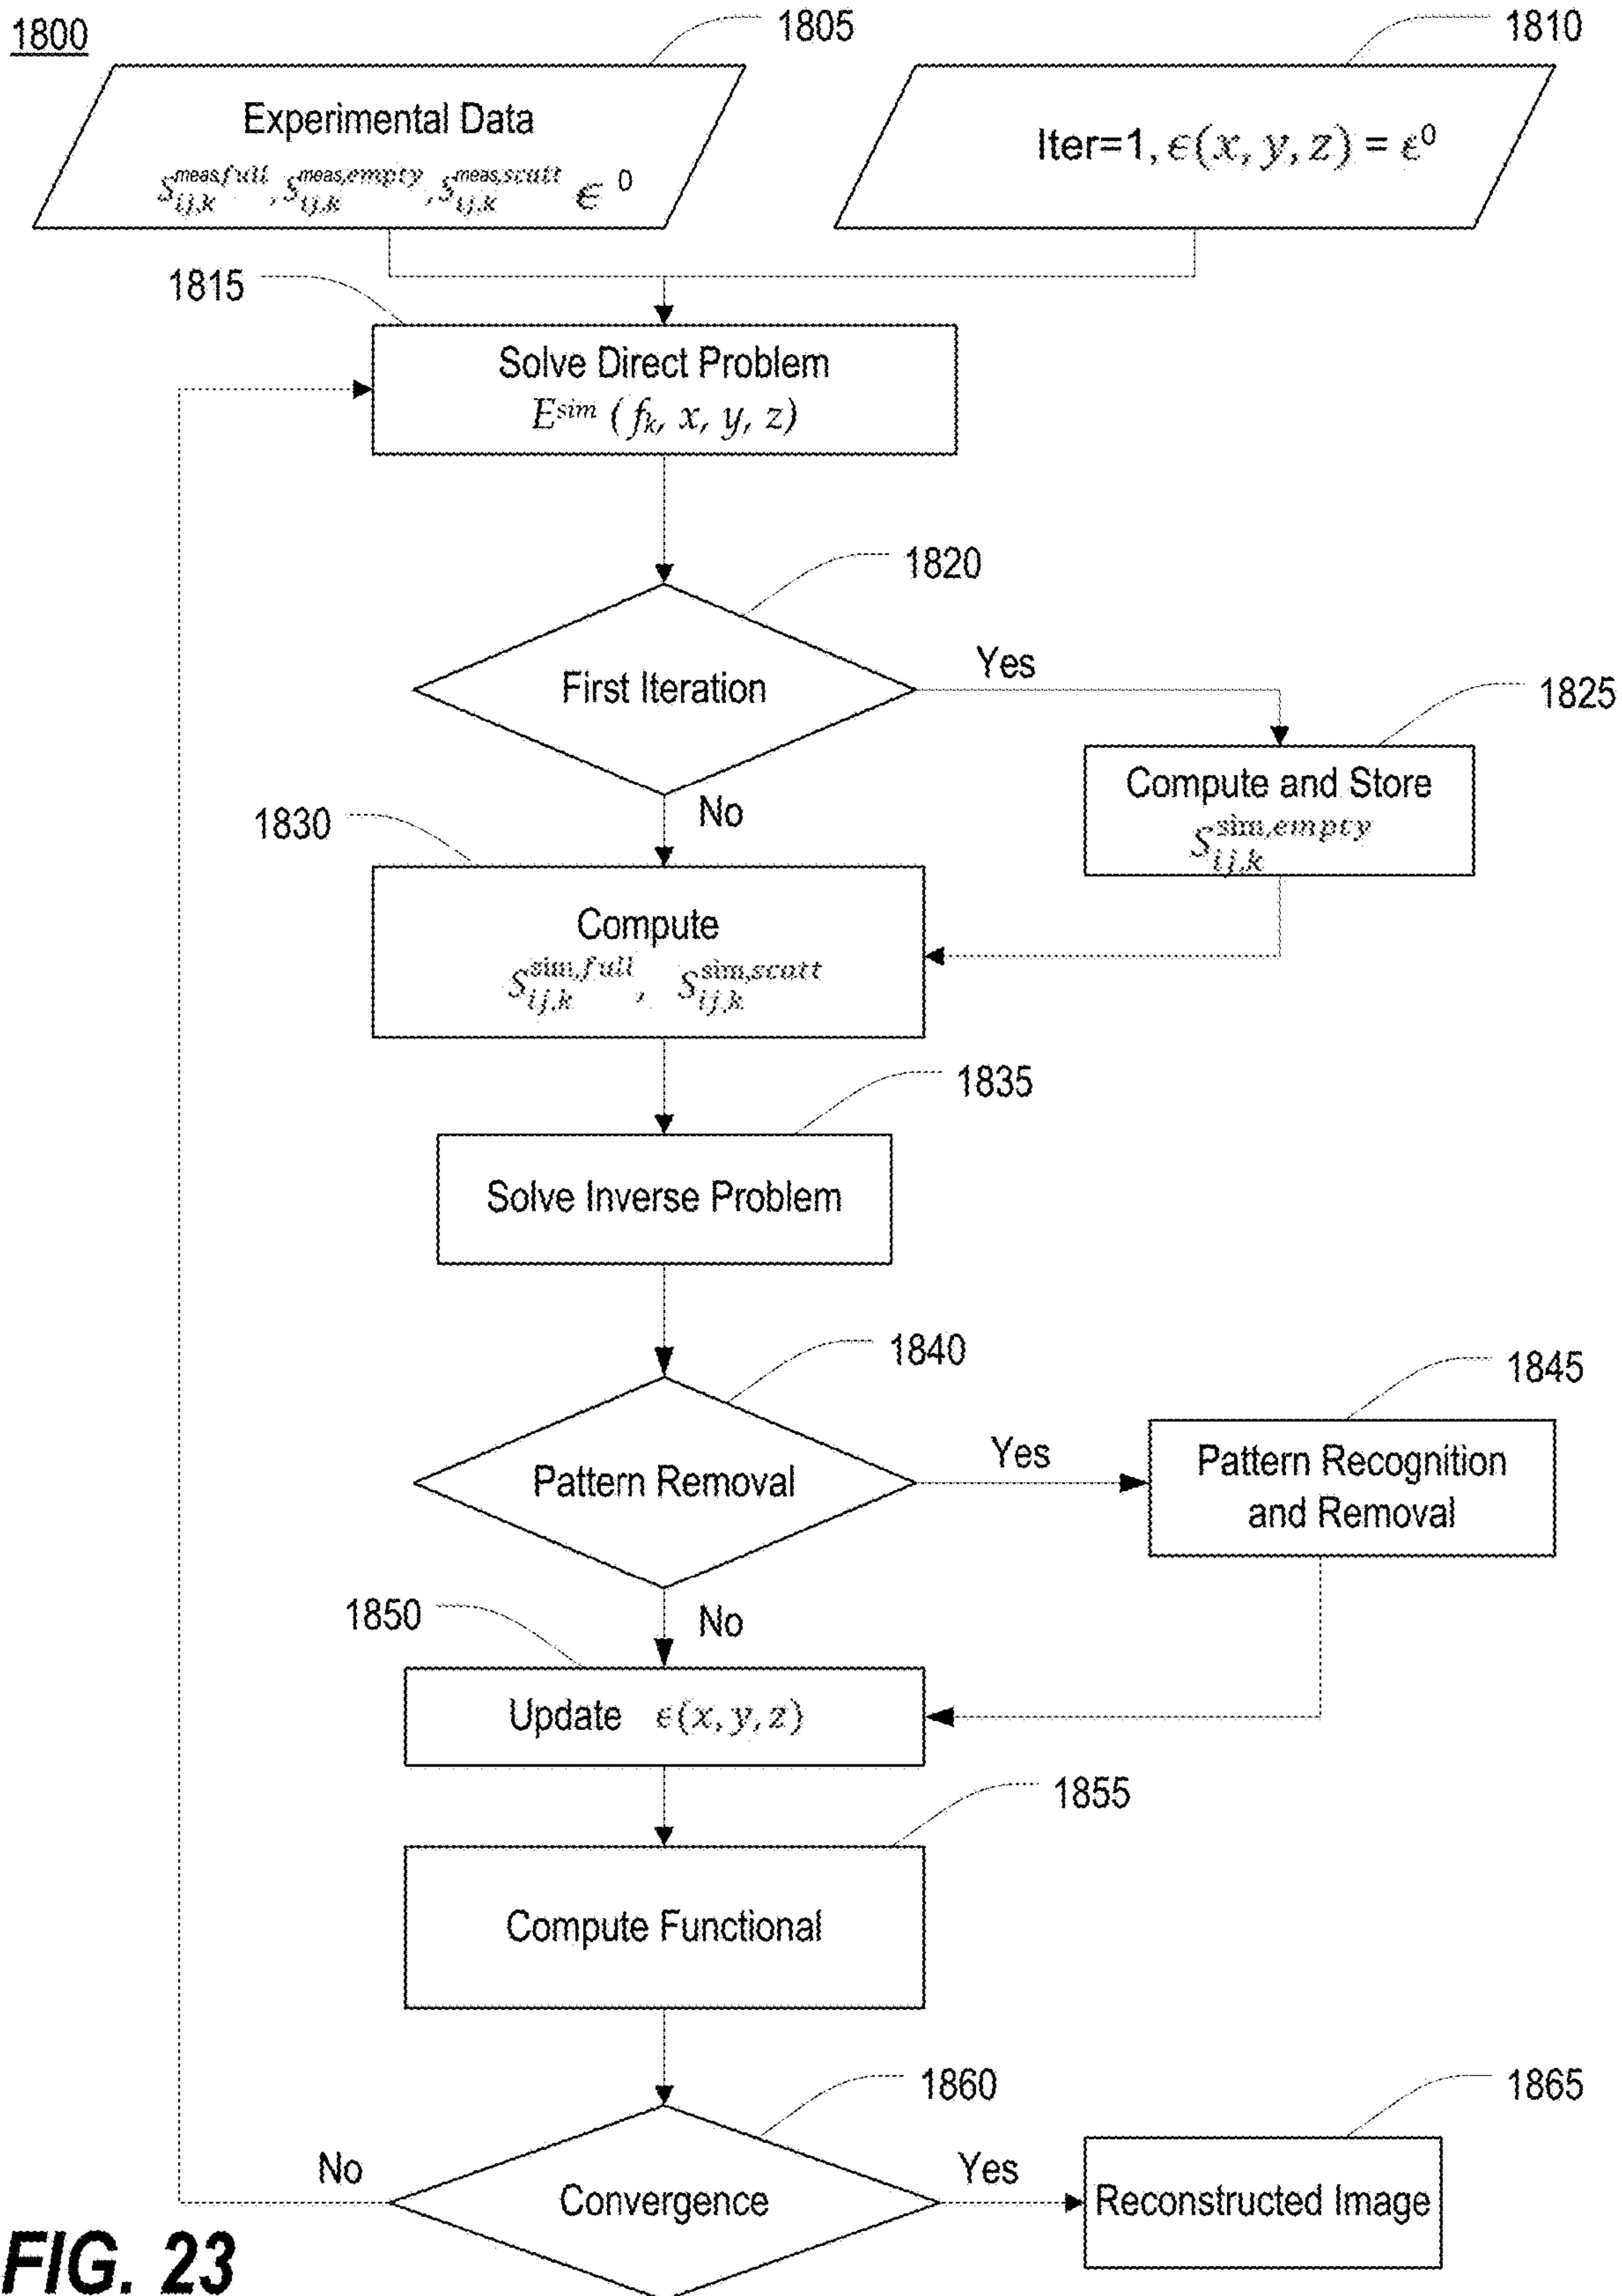 1800
1805
1810
Experimental Data
S_{ij,k}^{meas,full}, S_{ij,k}^{meas,empty}, S_{ij,k}^{meas,scatt} ϵ ^0
Iter=1, ϵ(x, y, z) = ϵ^0
1815
Solve Direct Problem
E^{sim} (f_k, x, y, z)
1820
First Iteration
Yes
1825
Compute and Store
S_{ij,k}^{sim,empty}
No
1830
Compute
S_{ij,k}^{sim,full}, S_{ij,k}^{sim,scatt}
1835
Solve Inverse Problem
1840
Pattern Removal
Yes
1845
Pattern Recognition
and Removal
No
1850
Update ϵ(x, y, z)
1855
Compute Functional
1860
Convergence
No
Yes
1865
Reconstructed Image
FIG. 23